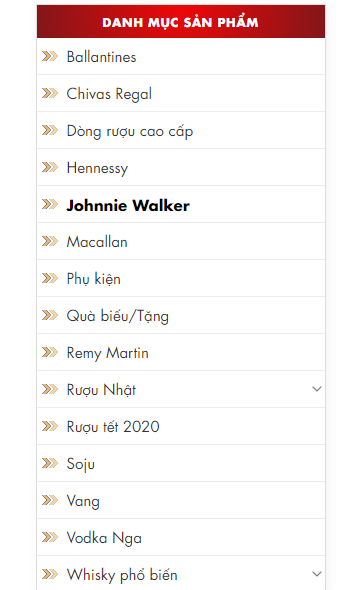 DANH MỤC SẢN PHẨM
Ballantines
Chivas Regal
Dòng rượu cao cấp
Hennessy
Johnnie Walker
Macallan
Phụ kiện
Quà biếu/Tặng
Remy Martin
Rượu Nhật
Rượu tết 2020
Soju
Vang
Vodka Nga
Whisky phổ biến